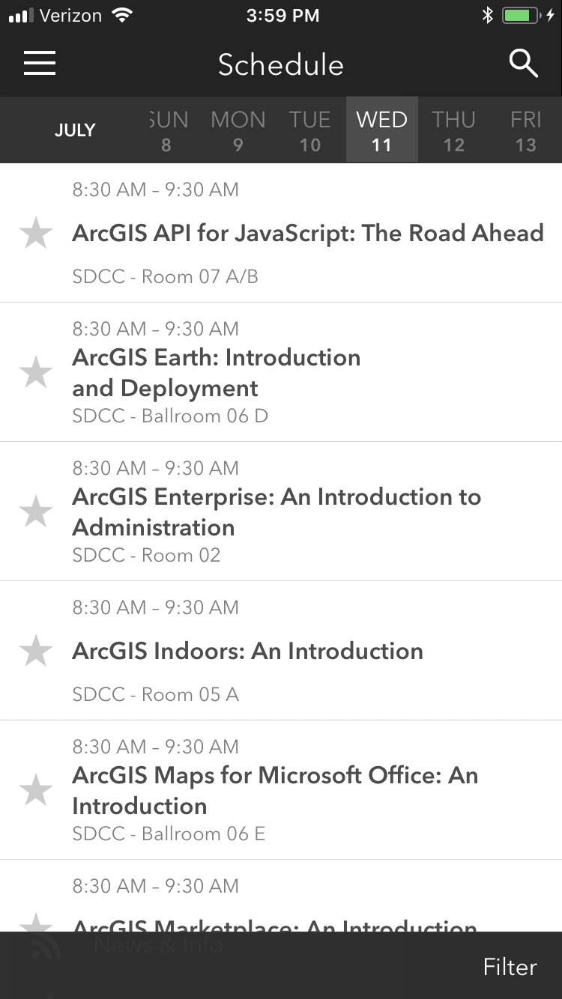 Verizon 3:59 PM
Schedule
JULY SUN MON TUE WED THU FRI
8 9 10 11 12 13
8:30 AM – 9:30 AM
ArcGIS API for JavaScript: The Road Ahead
SDCC - Room 07 A/B
8:30 AM – 9:30 AM
ArcGIS Earth: Introduction
and Deployment
SDCC - Ballroom 06 D
8:30 AM – 9:30 AM
ArcGIS Enterprise: An Introduction to
Administration
SDCC - Room 02
8:30 AM – 9:30 AM
ArcGIS Indoors: An Introduction
SDCC - Room 05 A
8:30 AM – 9:30 AM
ArcGIS Maps for Microsoft Office: An
Introduction
SDCC - Ballroom 06 E
8:30 AM – 9:30 AM
ArcGIS Marketplace: An Introduction
News & Info
Filter